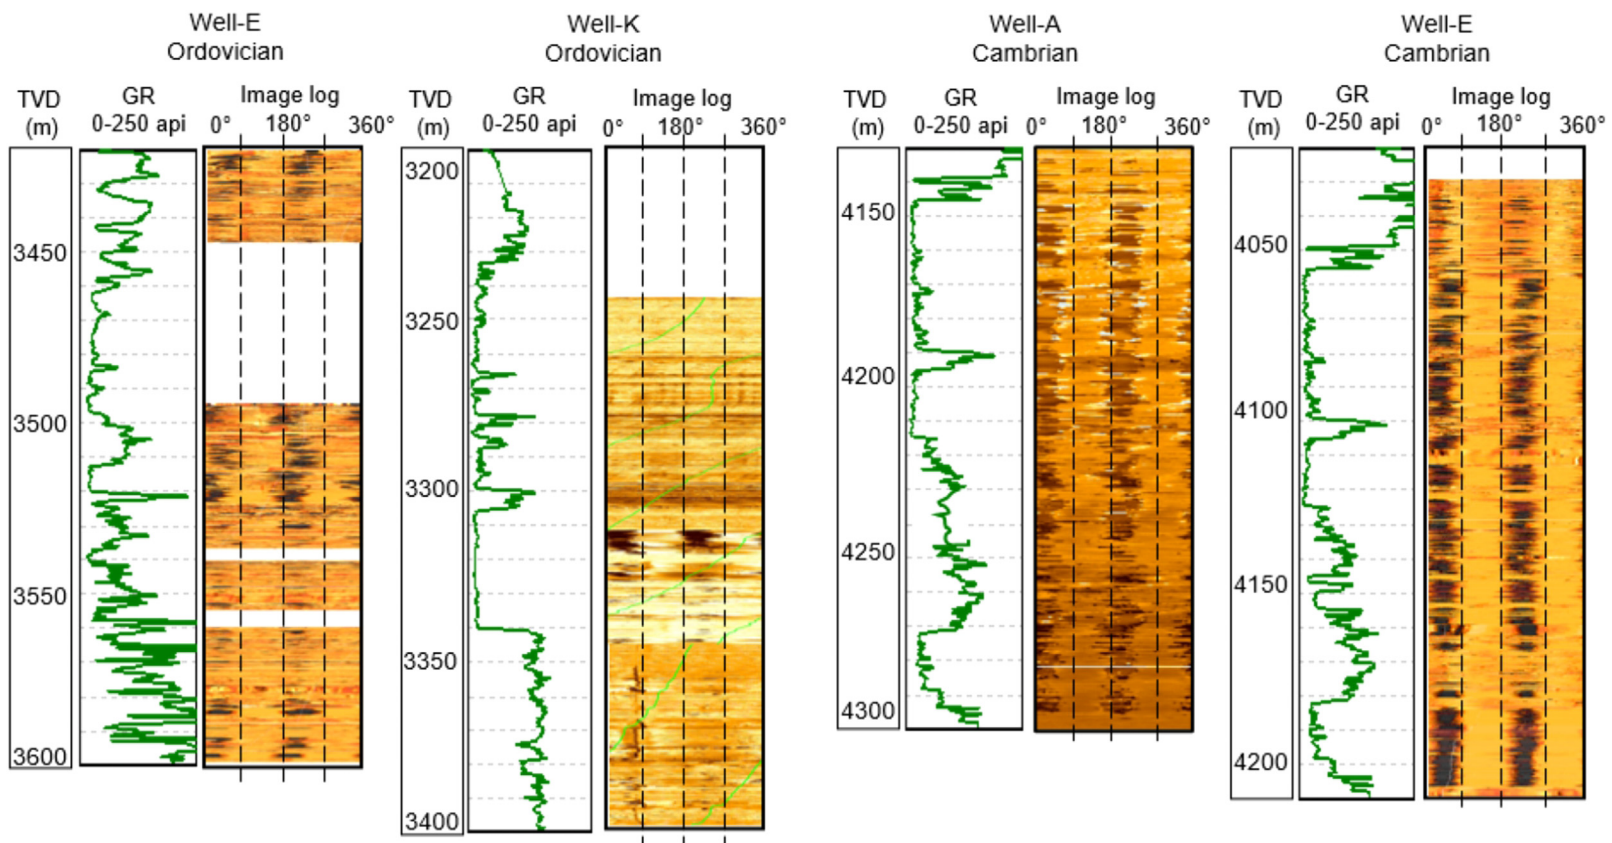 Well-E
Ordovician
TVD
(m)
GR
0-250 api
Image log
0° 180° 360°
3450
3500
3550
3600
Well-K
Ordovician
TVD
(m)
GR
0-250 api
Image log
0° 180° 360°
3200
3250
3300
3350
3400
Well-A
Cambrian
TVD
(m)
GR
0-250 api
Image log
0° 180° 360°
4150
4200
4250
4300
Well-E
Cambrian
TVD
(m)
GR
0-250 api
Image log
0° 180° 360°
4050
4100
4150
4200